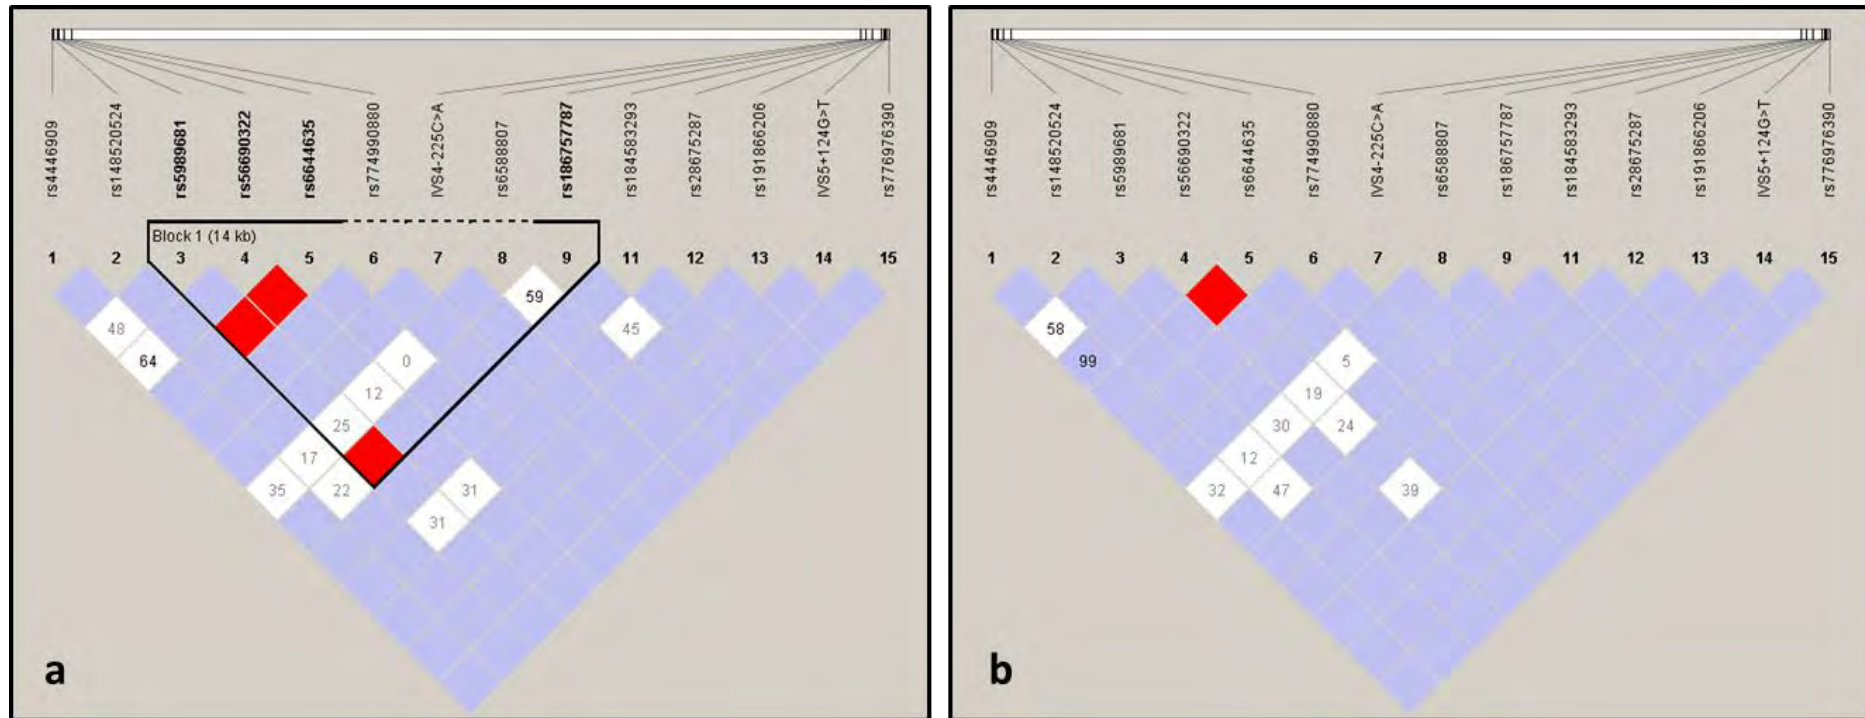 rs4446909
rs148520524
rs5989681
rs56690322
rs6644635
rs774990880
IVS4-225C>A
rs6588807
rs186757787
rs184583293
rs28675287
rs191866206
IVS5+124G>T
rs776976390
Block 1 (14 kb)
1 2 3 4 5 6 7 8 9 11 12 13 14 15
59
48 45
64 0
12
25
17
35 22 31
31
a
rs4446909
rs148520524
rs5989681
rs56690322
rs6644635
rs774990880
IVS4-225C>A
rs6588807
rs186757787
rs184583293
rs28675287
rs191866206
IVS5+124G>T
rs776976390
1 2 3 4 5 6 7 8 9 11 12 13 14 15
58
99 5
19
30 24
12
32 47 39
b